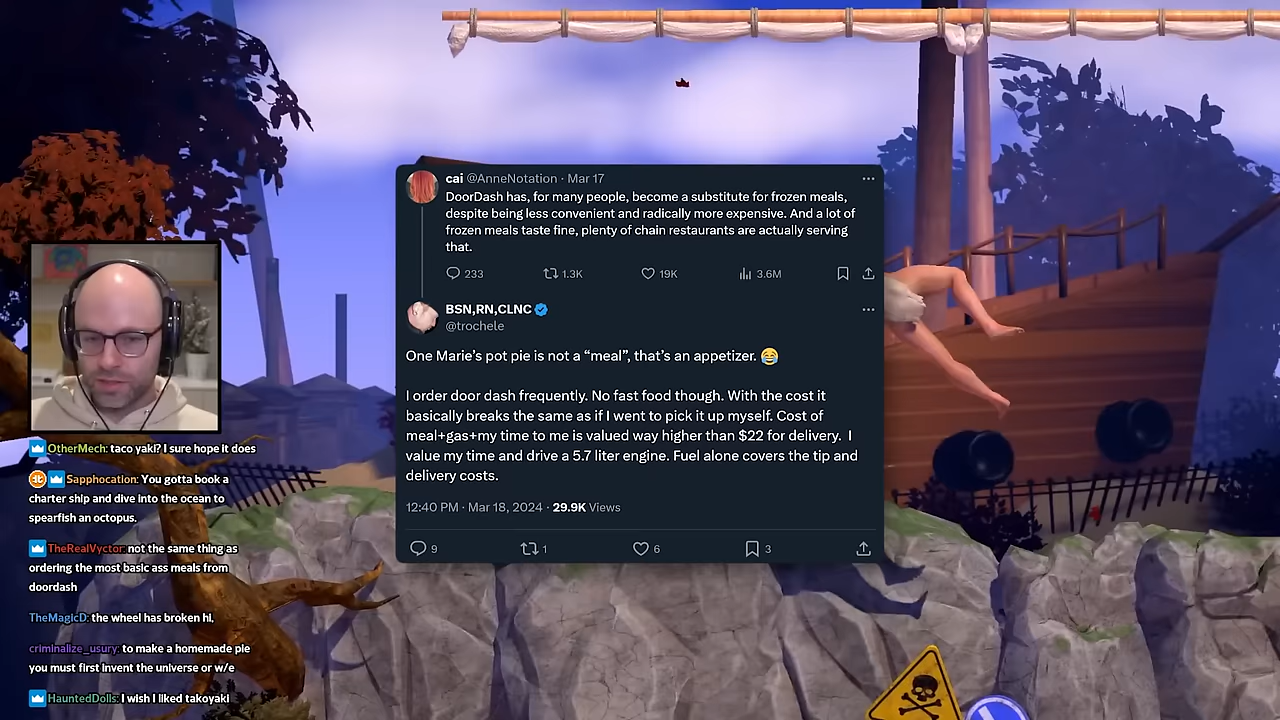 cai @AnneNotation · Mar 17
DoorDash has, for many people, become a substitute for frozen meals,
despite being less convenient and radically more expensive. And a lot of
frozen meals taste fine, plenty of chain restaurants are actually serving
that.
233 1.3K 19K 3.6M
BSN,RN,CLNC
@trochele
One Marie’s pot pie is not a “meal”, that’s an appetizer. 😂
I order door dash frequently. No fast food though. With the cost it
basically breaks the same as if I went to pick it up myself. Cost of
meal+gas+my time to me is valued way higher than $22 for delivery. I
value my time and drive a 5.7 liter engine. Fuel alone covers the tip and
delivery costs.
12:40 PM · Mar 18, 2024 · 29.9K Views
9 1 6 3
OtherMech: taco yaki? I sure hope it does
Sapphocation: You gotta book a
charter ship and dive into the ocean to
spearfish an octopus.
TheRealVyctor: not the same thing as
ordering the most basic ass meals from
doordash
TheMagicD: the wheel has broken hl,
criminalize_usury: to make a homemade pie
you must first invent the universe or w/e
HauntedDolls: I wish I liked takoyaki